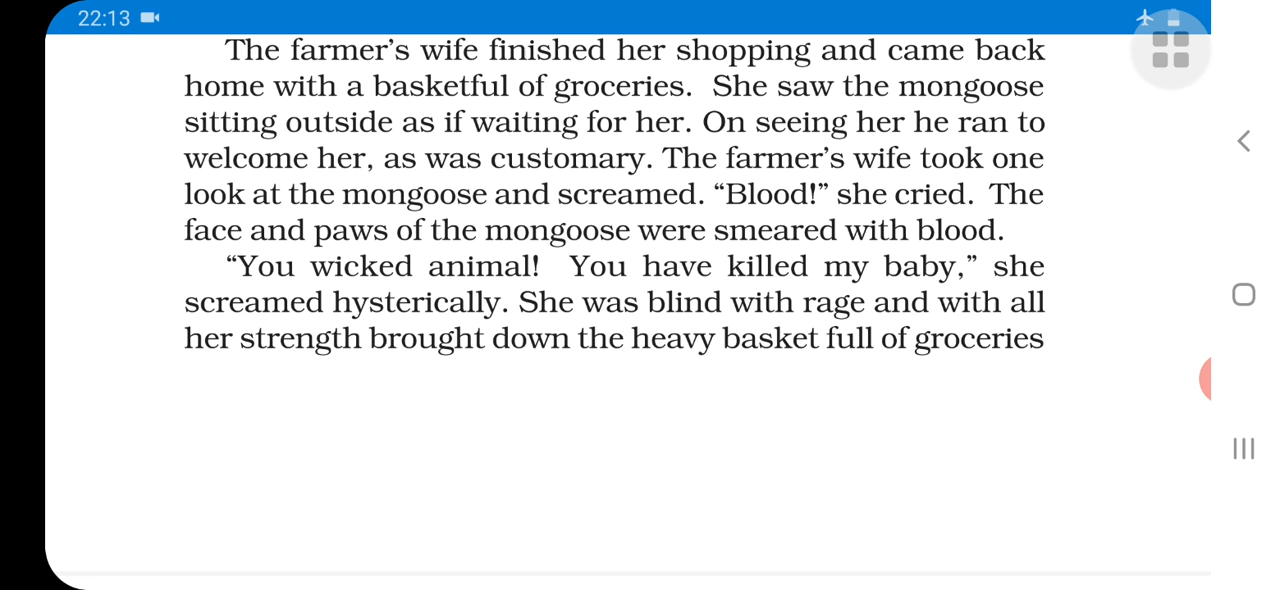 22:13
The farmer’s wife finished her shopping and came back
home with a basketful of groceries.  She saw the mongoose
sitting outside as if waiting for her. On seeing her he ran to
welcome her, as was customary. The farmer’s wife took one
look at the mongoose and screamed. “Blood!” she cried.  The
face and paws of the mongoose were smeared with blood.
“You wicked animal!  You have killed my baby,” she
screamed hysterically. She was blind with rage and with all
her strength brought down the heavy basket full of groceries